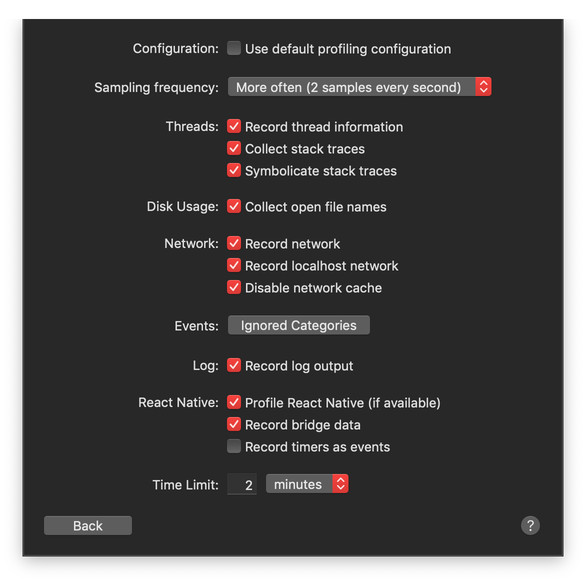 Configuration: Use default profiling configuration
Sampling frequency: More often (2 samples every second)
Threads: Record thread information
Collect stack traces
Symbolicate stack traces
Disk Usage: Collect open file names
Network: Record network
Record localhost network
Disable network cache
Events: Ignored Categories
Log: Record log output
React Native: Profile React Native (if available)
Record bridge data
Record timers as events
Time Limit: 2 minutes
Back ?